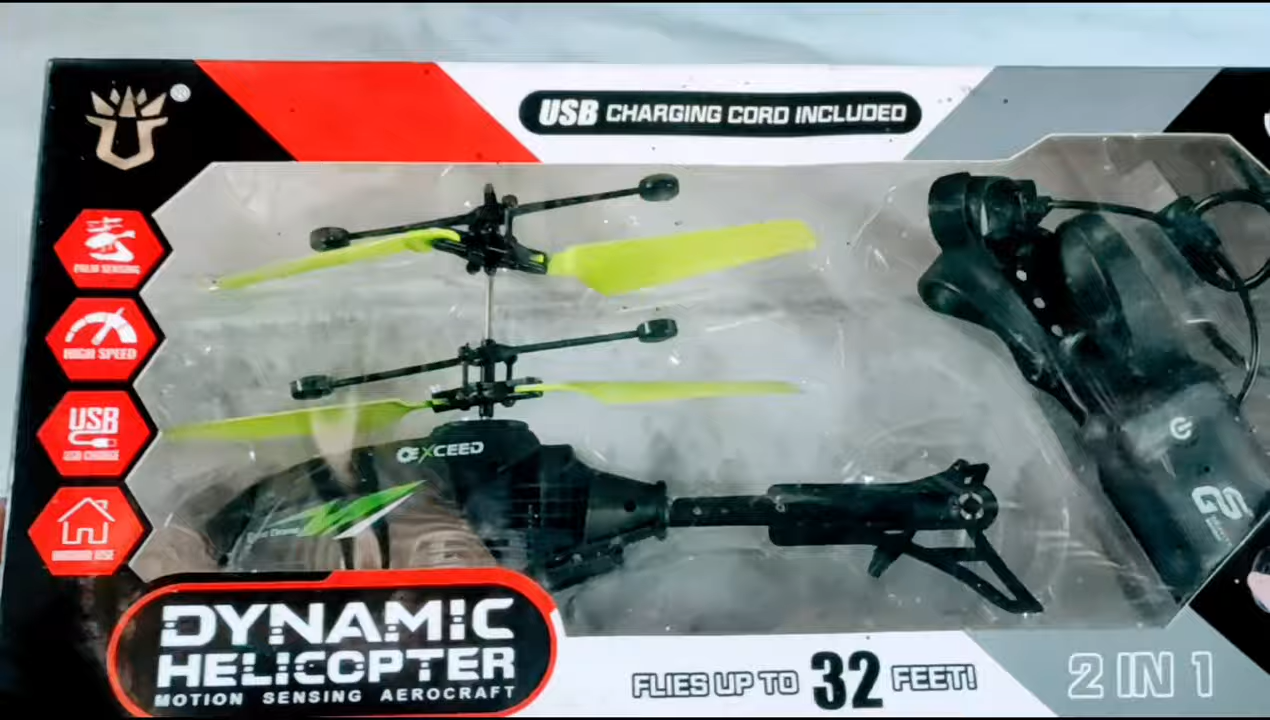 USB CHARGING CORD INCLUDED
PALM SENSING
HIGH SPEED
USB
USB CHARGE
INDOOR USE
EXCEED
GS
DYNAMIC
HELICOPTER
MOTION SENSING AEROCRAFT
FLIES UP TO 32 FEET!
2 IN 1